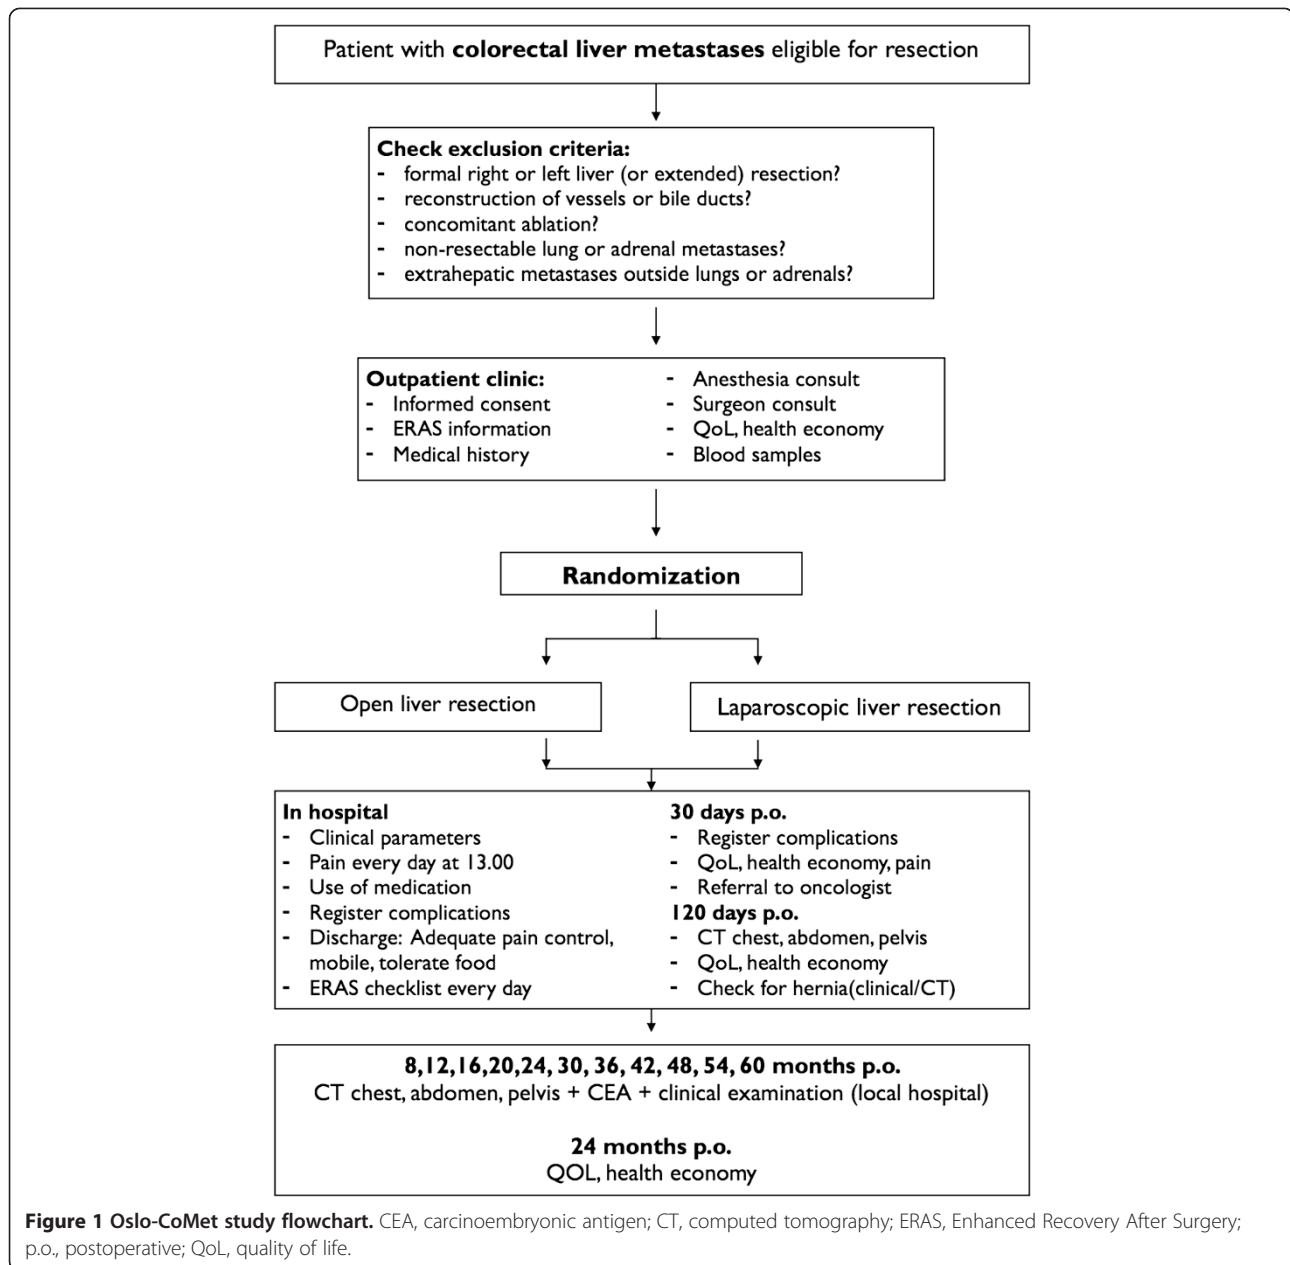 Patient with colorectal liver metastases eligible for resection
Check exclusion criteria:
- formal right or left liver (or extended) resection?
- reconstruction of vessels or bile ducts?
- concomitant ablation?
- non-resectable lung or adrenal metastases?
- extrahepatic metastases outside lungs or adrenals?
Outpatient clinic:
- Informed consent
- ERAS information
- Medical history
- Anesthesia consult
- Surgeon consult
- QoL, health economy
- Blood samples
Randomization
Open liver resection
Laparoscopic liver resection
In hospital
- Clinical parameters
- Pain every day at 13.00
- Use of medication
- Register complications
- Discharge: Adequate pain control,
mobile, tolerate food
- ERAS checklist every day
30 days p.o.
- Register complications
- QoL, health economy, pain
- Referral to oncologist
120 days p.o.
- CT chest, abdomen, pelvis
- QoL, health economy
- Check for hernia(clinical/CT)
8,12,16,20,24, 30, 36, 42, 48, 54, 60 months p.o.
CT chest, abdomen, pelvis + CEA + clinical examination (local hospital)
24 months p.o.
QOL, health economy
Figure 1 Oslo-CoMet study flowchart. CEA, carcinoembryonic antigen; CT, computed tomography; ERAS, Enhanced Recovery After Surgery;
p.o., postoperative; QoL, quality of life.